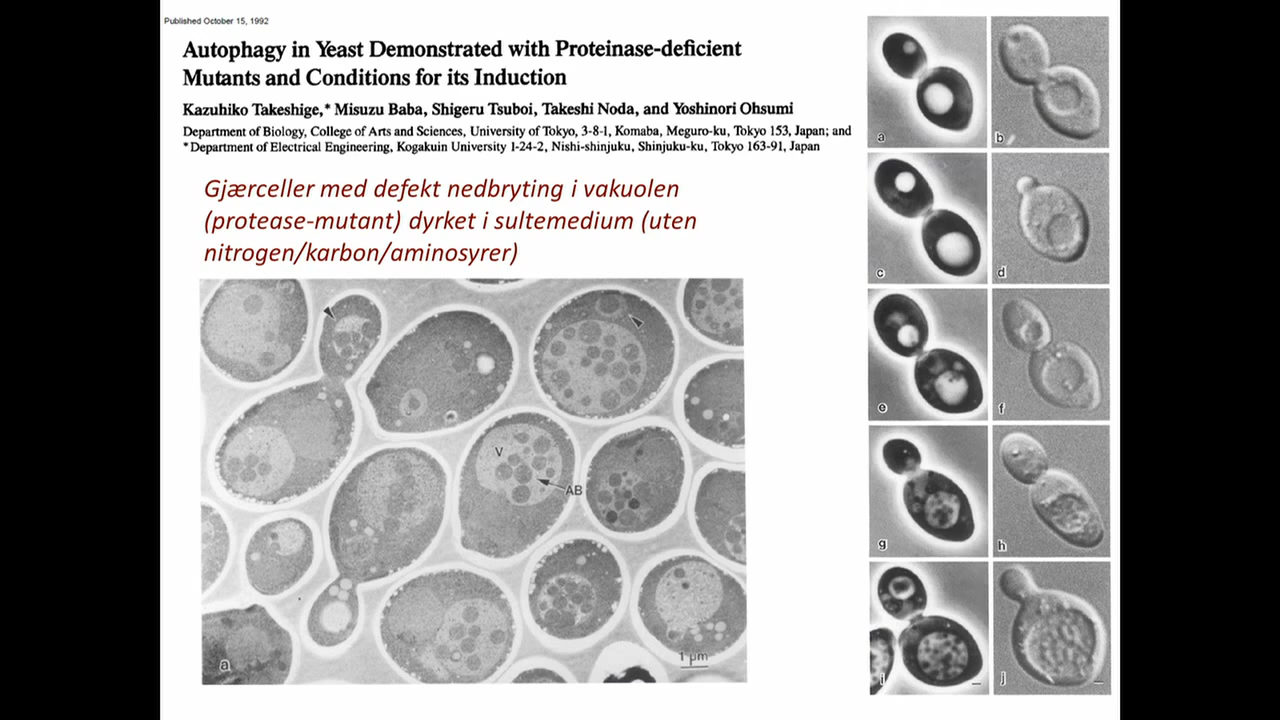 Published October 15, 1992
Autophagy in Yeast Demonstrated with Proteinase-deficient
Mutants and Conditions for its Induction
Kazuhiko Takeshige,* Misuzu Baba, Shigeru Tsuboi, Takeshi Noda, and Yoshinori Ohsumi
Department of Biology, College of Arts and Sciences, University of Tokyo, 3-8-1, Komaba, Meguro-ku, Tokyo 153, Japan; and
*Department of Electrical Engineering, Kogakuin University 1-24-2, Nishi-shinjuku, Shinjuku-ku, Tokyo 163-91, Japan
Gjærceller med defekt nedbryting i vakuolen
(protease-mutant) dyrket i sultemedium (uten
nitrogen/karbon/aminosyrer)
V
AB
1 μm
a
a
b
c
d
e
f
g
h
i
j